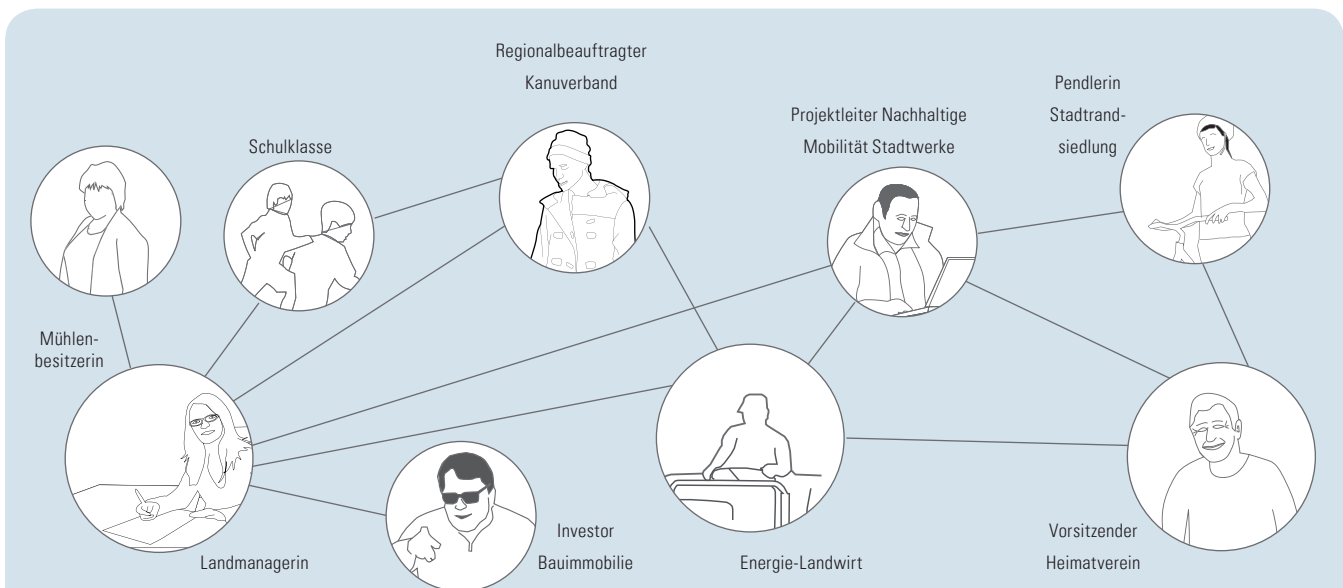 Regionalbeauftragter
Kanuverband
Schulklasse
Projektleiter Nachhaltige
Mobilität Stadtwerke
Pendlerin
Stadtrand-
siedlung
Mühlen-
besitzerin
Landmanagerin
Investor
Bauimmobilie
Energie-Landwirt
Vorsitzender
Heimatverein